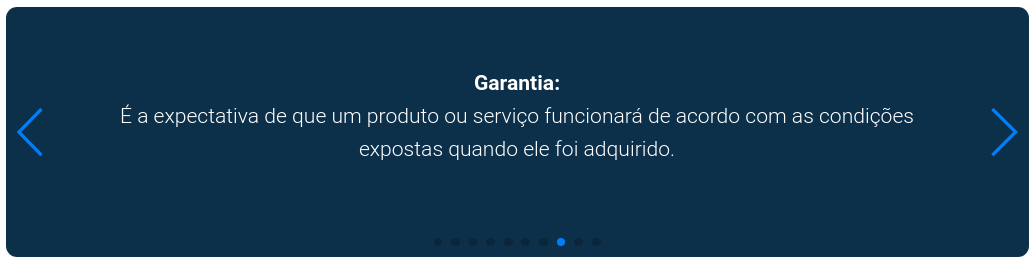 Garantia:
É a expectativa de que um produto ou serviço funcionará de acordo com as condições
expostas quando ele foi adquirido.